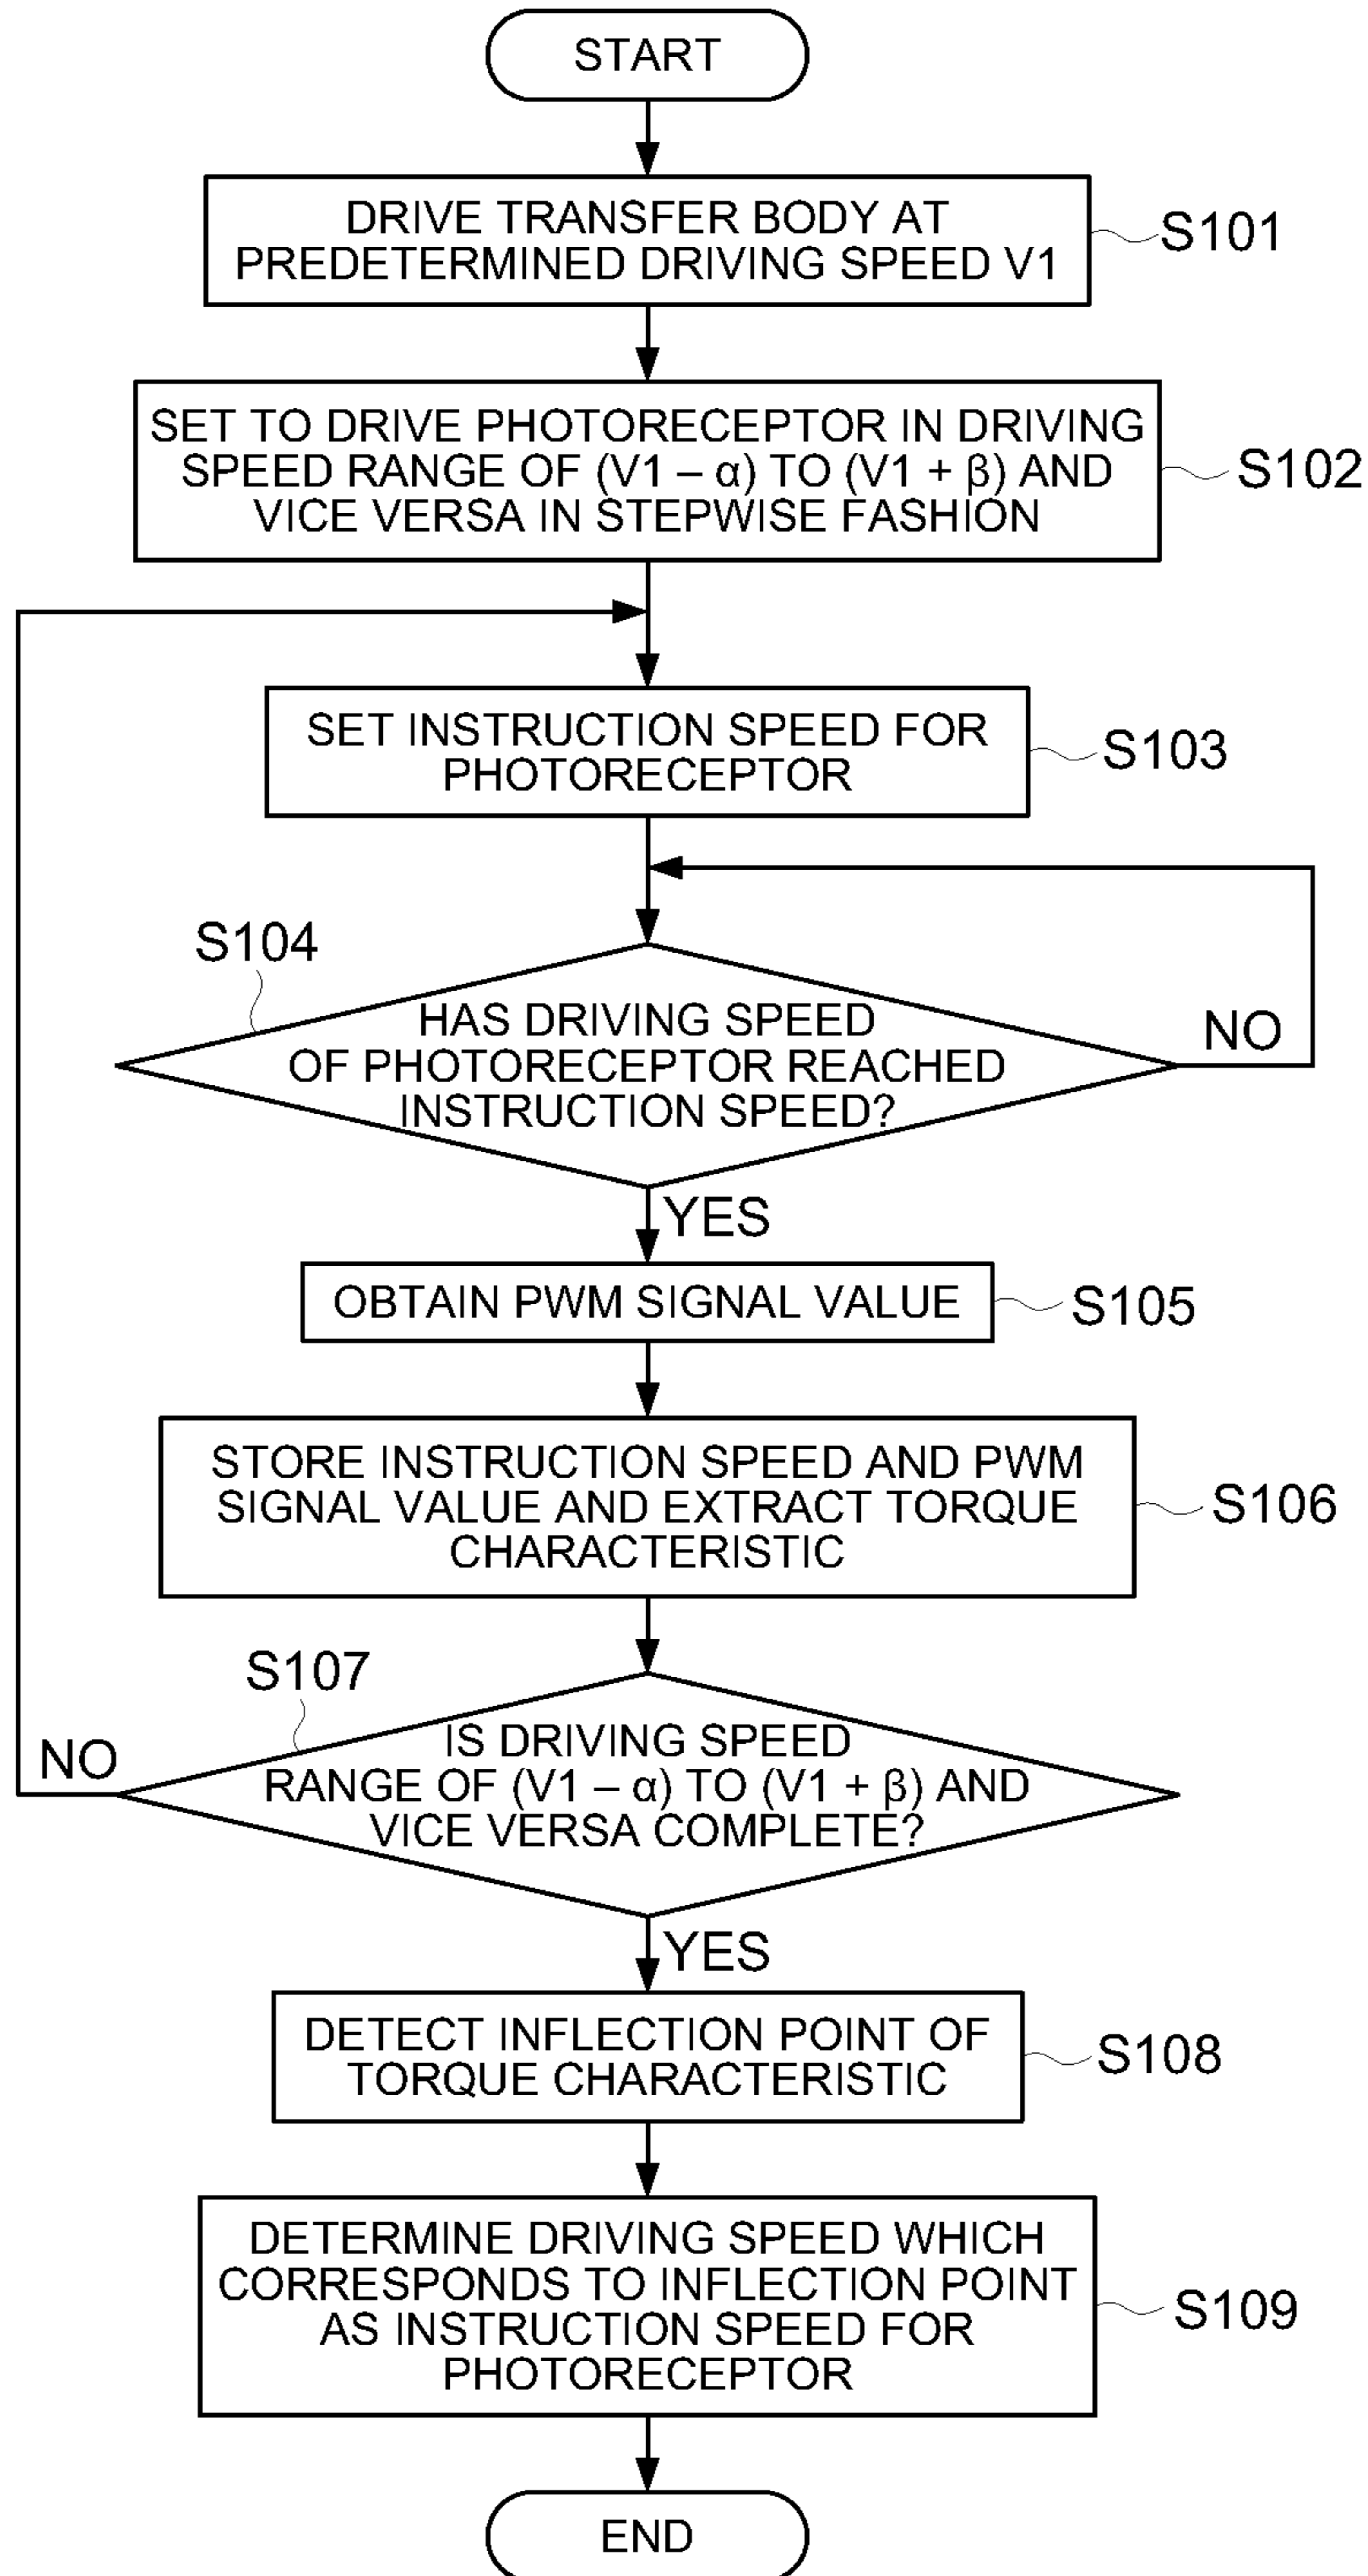 START
DRIVE TRANSFER BODY AT
PREDETERMINED DRIVING SPEED V1
S101
SET TO DRIVE PHOTORECEPTOR IN DRIVING
SPEED RANGE OF (V1 – α) TO (V1 + β) AND
VICE VERSA IN STEPWISE FASHION
S102
SET INSTRUCTION SPEED FOR
PHOTORECEPTOR
S103
S104
HAS DRIVING SPEED
OF PHOTORECEPTOR REACHED
INSTRUCTION SPEED?
NO
YES
OBTAIN PWM SIGNAL VALUE
S105
STORE INSTRUCTION SPEED AND PWM
SIGNAL VALUE AND EXTRACT TORQUE
CHARACTERISTIC
S106
S107
IS DRIVING SPEED
RANGE OF (V1 – α) TO (V1 + β) AND
VICE VERSA COMPLETE?
NO
YES
DETECT INFLECTION POINT OF
TORQUE CHARACTERISTIC
S108
DETERMINE DRIVING SPEED WHICH
CORRESPONDS TO INFLECTION POINT
AS INSTRUCTION SPEED FOR
PHOTORECEPTOR
S109
END